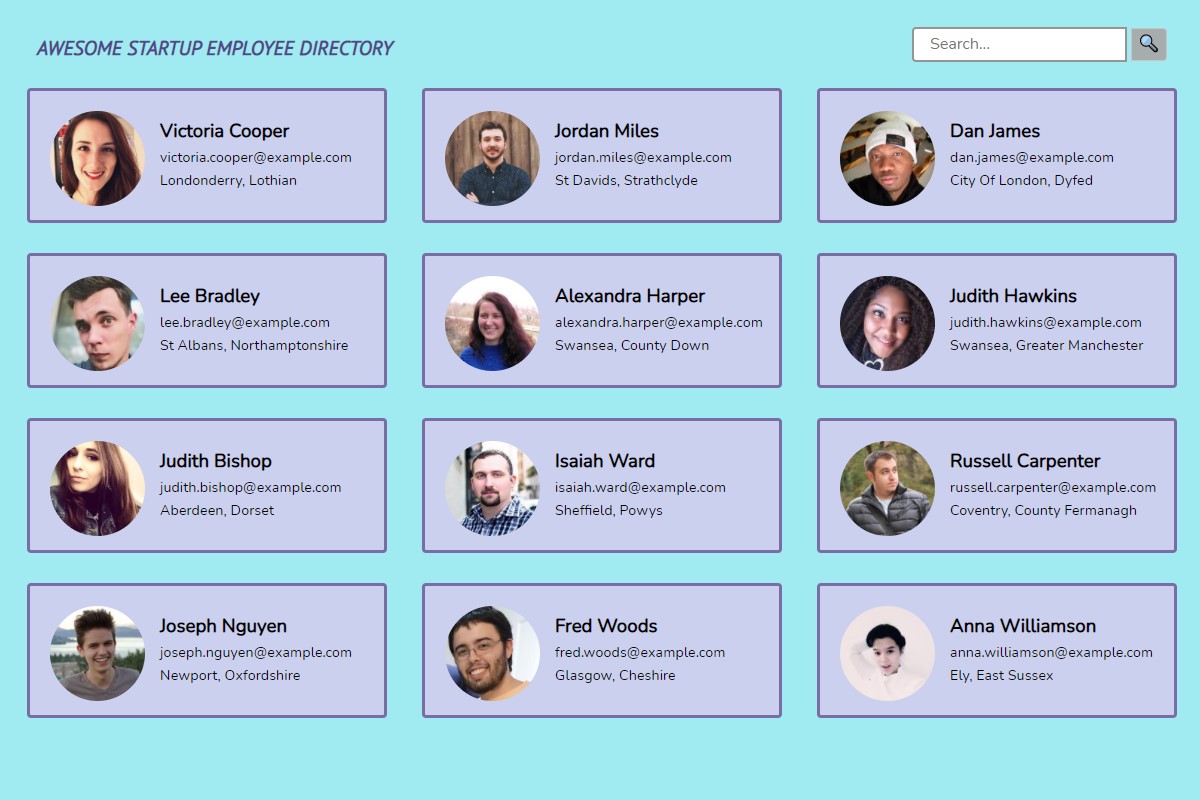 AWESOME STARTUP EMPLOYEE DIRECTORY
Search...
Victoria Cooper
victoria.cooper@example.com
Londonderry, Lothian
Jordan Miles
jordan.miles@example.com
St Davids, Strathclyde
Dan James
dan.james@example.com
City Of London, Dyfed
Lee Bradley
lee.bradley@example.com
St Albans, Northamptonshire
Alexandra Harper
alexandra.harper@example.com
Swansea, County Down
Judith Hawkins
judith.hawkins@example.com
Swansea, Greater Manchester
Judith Bishop
judith.bishop@example.com
Aberdeen, Dorset
Isaiah Ward
isaiah.ward@example.com
Sheffield, Powys
Russell Carpenter
russell.carpenter@example.com
Coventry, County Fermanagh
Joseph Nguyen
joseph.nguyen@example.com
Newport, Oxfordshire
Fred Woods
fred.woods@example.com
Glasgow, Cheshire
Anna Williamson
anna.williamson@example.com
Ely, East Sussex